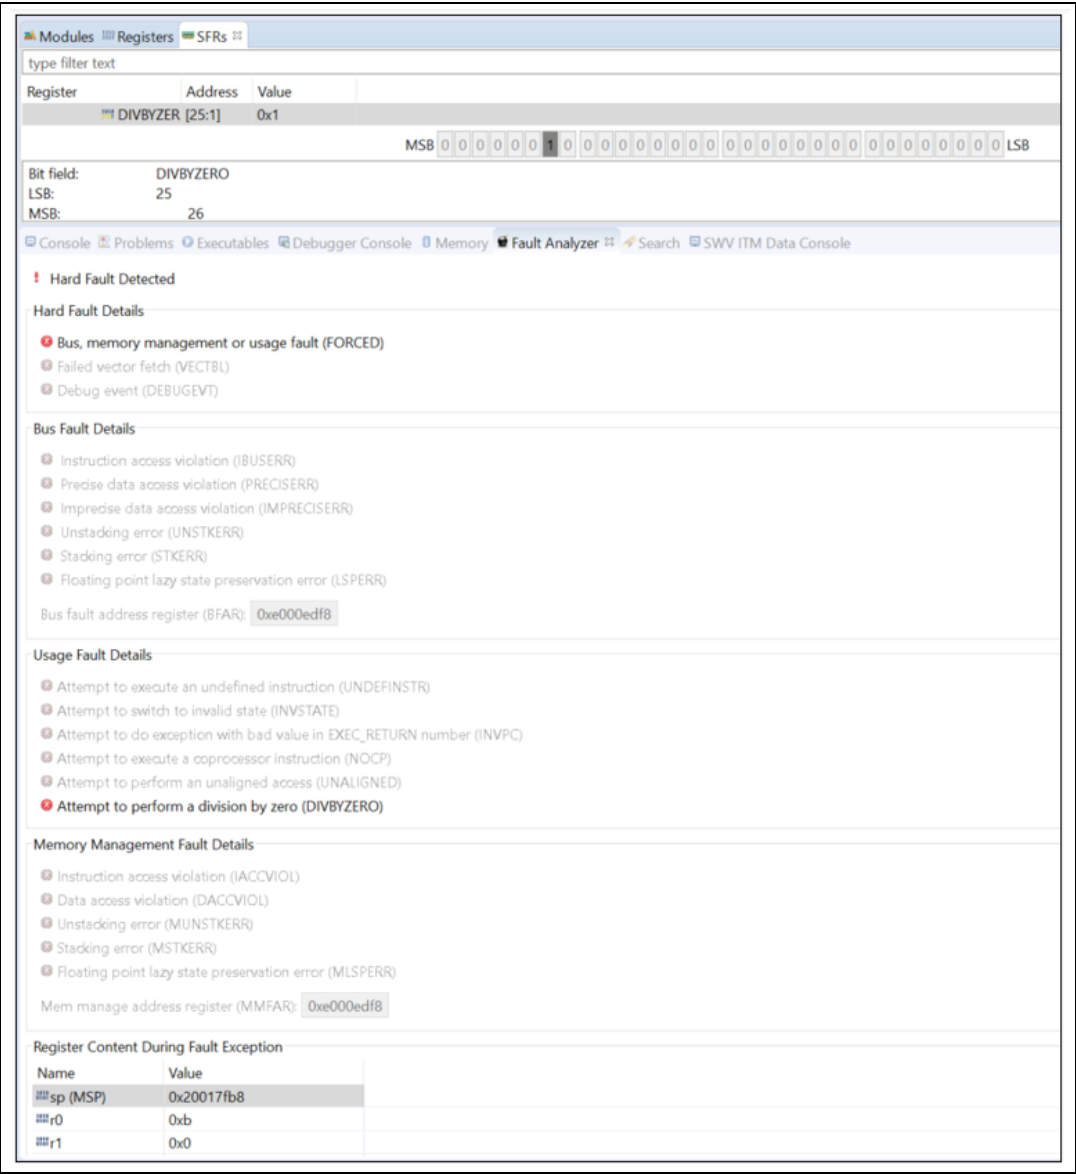 Modules Registers SFRs
type filter text
Register Address Value
DIVBYZER [25:1] 0x1
MSB 0 0 0 0 0 0 1 0 0 0 0 0 0 0 0 0 0 0 0 0 0 0 0 0 0 0 0 0 0 0 0 0 LSB
Bit field: DIVBYZERO
LSB: 25
MSB: 26
Console Problems Executables Debugger Console Memory Fault Analyzer Search SWV ITM Data Console
Hard Fault Detected
Hard Fault Details
Bus, memory management or usage fault (FORCED)
Failed vector fetch (VECTBL)
Debug event (DEBUGEVT)
Bus Fault Details
Instruction access violation (IBUSERR)
Precise data access violation (PRECISERR)
Imprecise data access violation (IMPRECISERR)
Unstacking error (UNSTKERR)
Stacking error (STKERR)
Floating point lazy state preservation error (LSPERR)
Bus fault address register (BFAR): 0xe000edf8
Usage Fault Details
Attempt to execute an undefined instruction (UNDEFINSTR)
Attempt to switch to invalid state (INVSTATE)
Attempt to do exception with bad value in EXEC_RETURN number (INVPC)
Attempt to execute a coprocessor instruction (NOCP)
Attempt to perform an unaligned access (UNALIGNED)
Attempt to perform a division by zero (DIVBYZERO)
Memory Management Fault Details
Instruction access violation (IACCVIOL)
Data access violation (DACCVIOL)
Unstacking error (MUNSTKERR)
Stacking error (MSTKERR)
Floating point lazy state preservation error (MLSPERR)
Mem manage address register (MMFAR): 0xe000edf8
Register Content During Fault Exception
Name Value
sp (MSP) 0x20017fb8
r0 0xb
r1 0x0